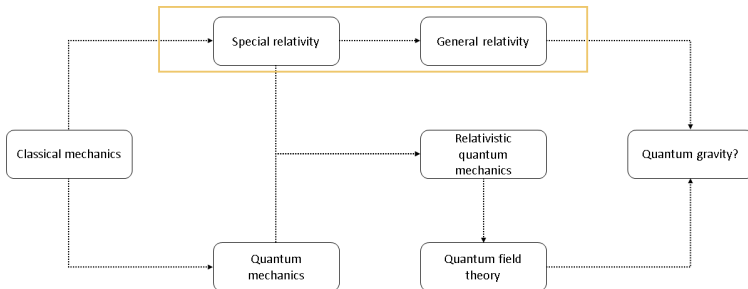 Special relativity
General relativity
Classical mechanics
Relativistic
quantum
mechanics
Quantum gravity?
Quantum
mechanics
Quantum field
theory